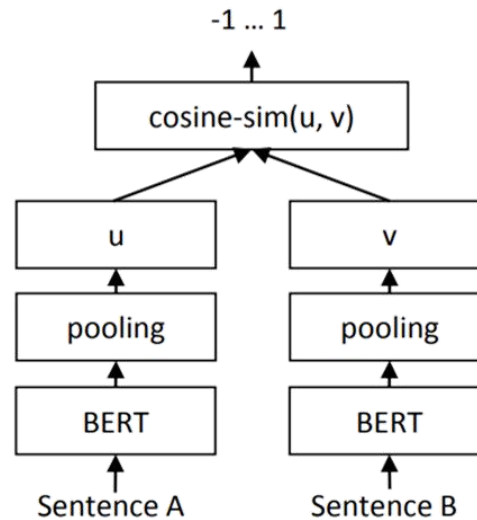 -1 ... 1
cosine-sim(u, v)
u v
pooling pooling
BERT BERT
Sentence A Sentence B